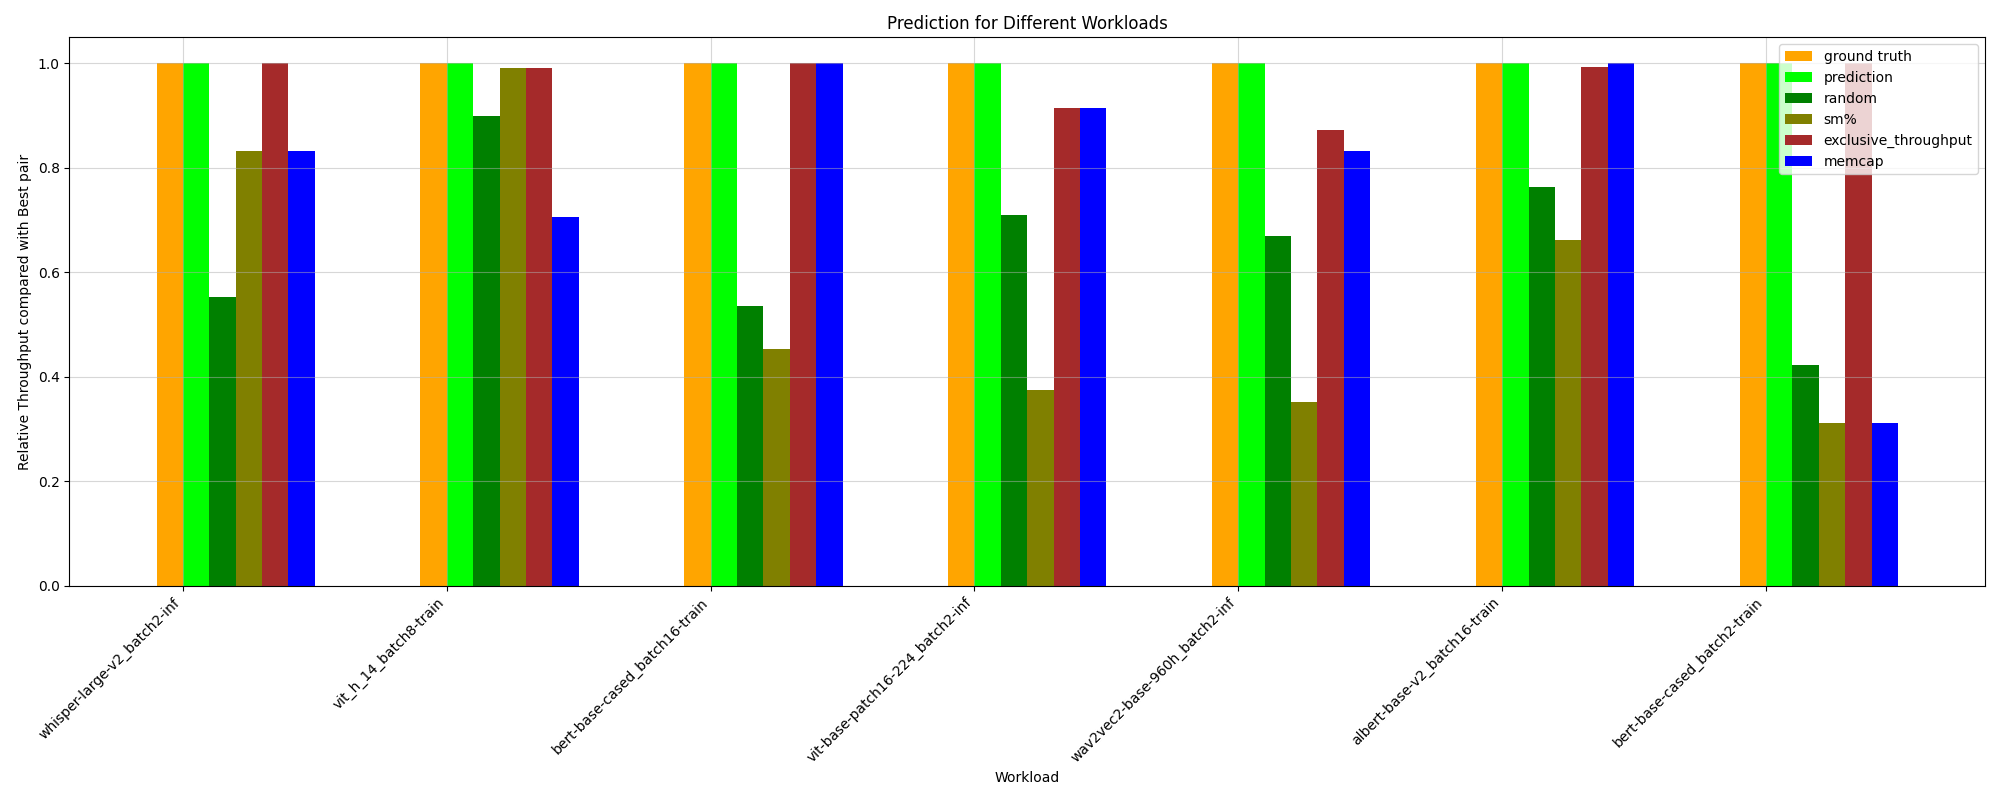 Prediction for Different Workloads
Relative Throughput compared with Best pair
1.0
0.8
0.6
0.4
0.2
0.0
ground truth
prediction
random
sm%
exclusive_throughput
memcap
whisper-large-v2_batch2-inf
vit_h_14_batch8-train
bert-base-cased_batch16-train
vit-base-patch16-224_batch2-inf
wav2vec2-base-960h_batch2-inf
albert-base-v2_batch16-train
bert-base-cased_batch2-train
Workload